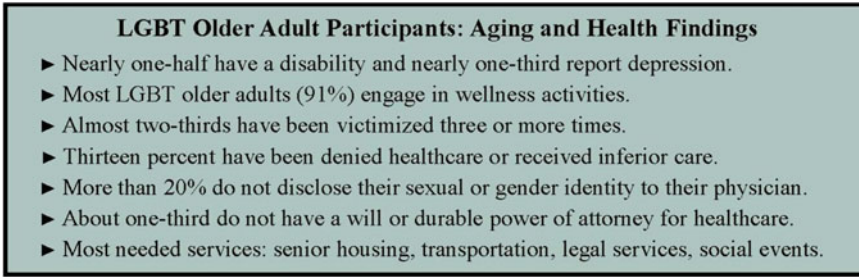 LGBT Older Adult Participants: Aging and Health Findings
► Nearly one-half have a disability and nearly one-third report depression.
► Most LGBT older adults (91%) engage in wellness activities.
► Almost two-thirds have been victimized three or more times.
► Thirteen percent have been denied healthcare or received inferior care.
► More than 20% do not disclose their sexual or gender identity to their physician.
► About one-third do not have a will or durable power of attorney for healthcare.
► Most needed services: senior housing, transportation, legal services, social events.